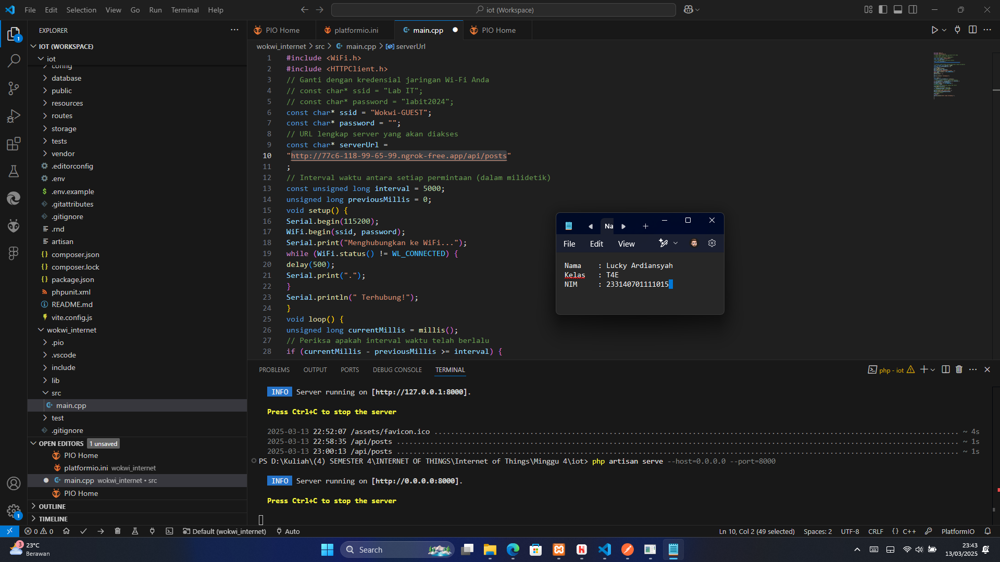 File Edit Selection View Go Run Terminal Help
iot (Workspace)
EXPLORER
IOT (WORKSPACE)
iot
config
database
public
resources
routes
storage
tests
vendor
.editorconfig
.env
.env.example
.gitattributes
.gitignore
.rnd
artisan
composer.json
composer.lock
package.json
phpunit.xml
README.md
vite.config.js
wokwi_internet
.pio
.vscode
include
lib
src
main.cpp
test
.gitignore
OPEN EDITORS 1 unsaved
PIO Home
platformio.ini wokwi_internet
main.cpp wokwi_internet • src
PIO Home
OUTLINE
TIMELINE
PIO Home platformio.ini main.cpp PIO Home
wokwi_internet > src > main.cpp > serverUrl
1 #include <WiFi.h>
2 #include <HTTPClient.h>
3 // Ganti dengan kredensial jaringan Wi-Fi Anda
4 // const char* ssid = "Lab IT";
5 // const char* password = "labit2024";
6 const char* ssid = "Wokwi-GUEST";
7 const char* password = "";
8 // URL lengkap server yang akan diakses
9 const char* serverUrl =
10 "http://77c6-118-99-65-99.ngrok-free.app/api/posts"
11 ;
12 // Interval waktu antara setiap permintaan (dalam milidetik)
13 const unsigned long interval = 5000;
14 unsigned long previousMillis = 0;
15 void setup() {
16 Serial.begin(115200);
17 WiFi.begin(ssid, password);
18 Serial.print("Menghubungkan ke WiFi...");
19 while (WiFi.status() != WL_CONNECTED) {
20 delay(500);
21 Serial.print(".");
22 }
23 Serial.println(" Terhubung!");
24 }
25 void loop() {
26 unsigned long currentMillis = millis();
27 // Periksa apakah interval waktu telah berlalu
28 if (currentMillis - previousMillis >= interval) {
Na
File Edit View
Nama : Lucky Ardiansyah
Kelas : T4E
NIM : 233140701111015
PROBLEMS OUTPUT PORTS DEBUG CONSOLE TERMINAL
php - iot
INFO Server running on [http://127.0.0.1:8000].
Press Ctrl+C to stop the server
2025-03-13 22:52:07 /assets/favicon.ico ~ 4s
2025-03-13 22:58:35 /api/posts ~ 1s
2025-03-13 23:00:13 /api/posts ~ 1s
PS D:\Kuliah\(4) SEMESTER 4\INTERNET OF THINGS\Internet of Things\Minggu 4\iot> php artisan serve --host=0.0.0.0 --port=8000
INFO Server running on [http://0.0.0.0:8000].
Press Ctrl+C to stop the server
0 0 Default (wokwi_internet) Auto
Ln 10, Col 2 (49 selected) Spaces: 2 UTF-8 CRLF {} C++ PlatformIO
23°C
Berawan
Search
23:43
13/03/2025